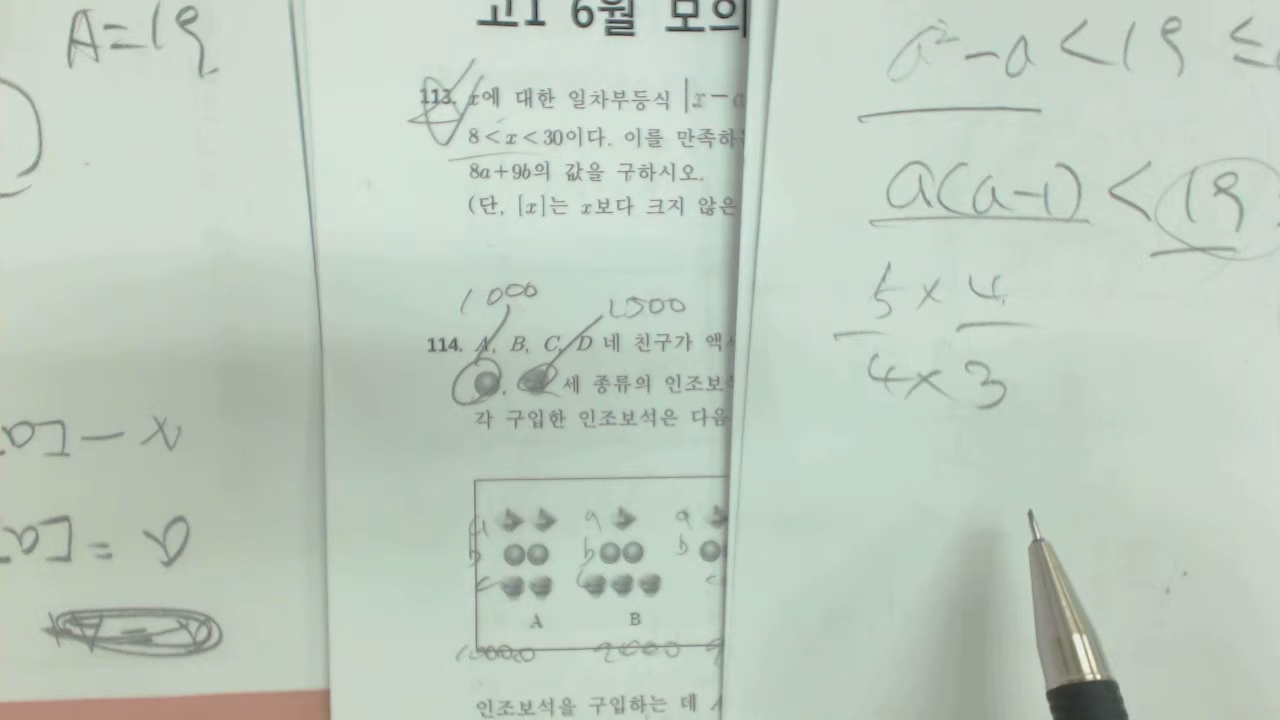 A=19
x-[a]
a=[a]
고1 6월 모의
113. x에 대한 일차부등식 |x-a
8<x<30이다. 이를 만족하는
8a+9b의 값을 구하시오.
(단, [x]는 x보다 크지 않은
1000 1500
114. A, B, C, D 네 친구가 액
세 종류의 인조보석
각 구입한 인조보석은 다음
a a a
b b b
c c c
A B
10000 9000 9
인조보석을 구입하는 데 A
a²-a<19≤
a(a-1)<19
5×4
4×3